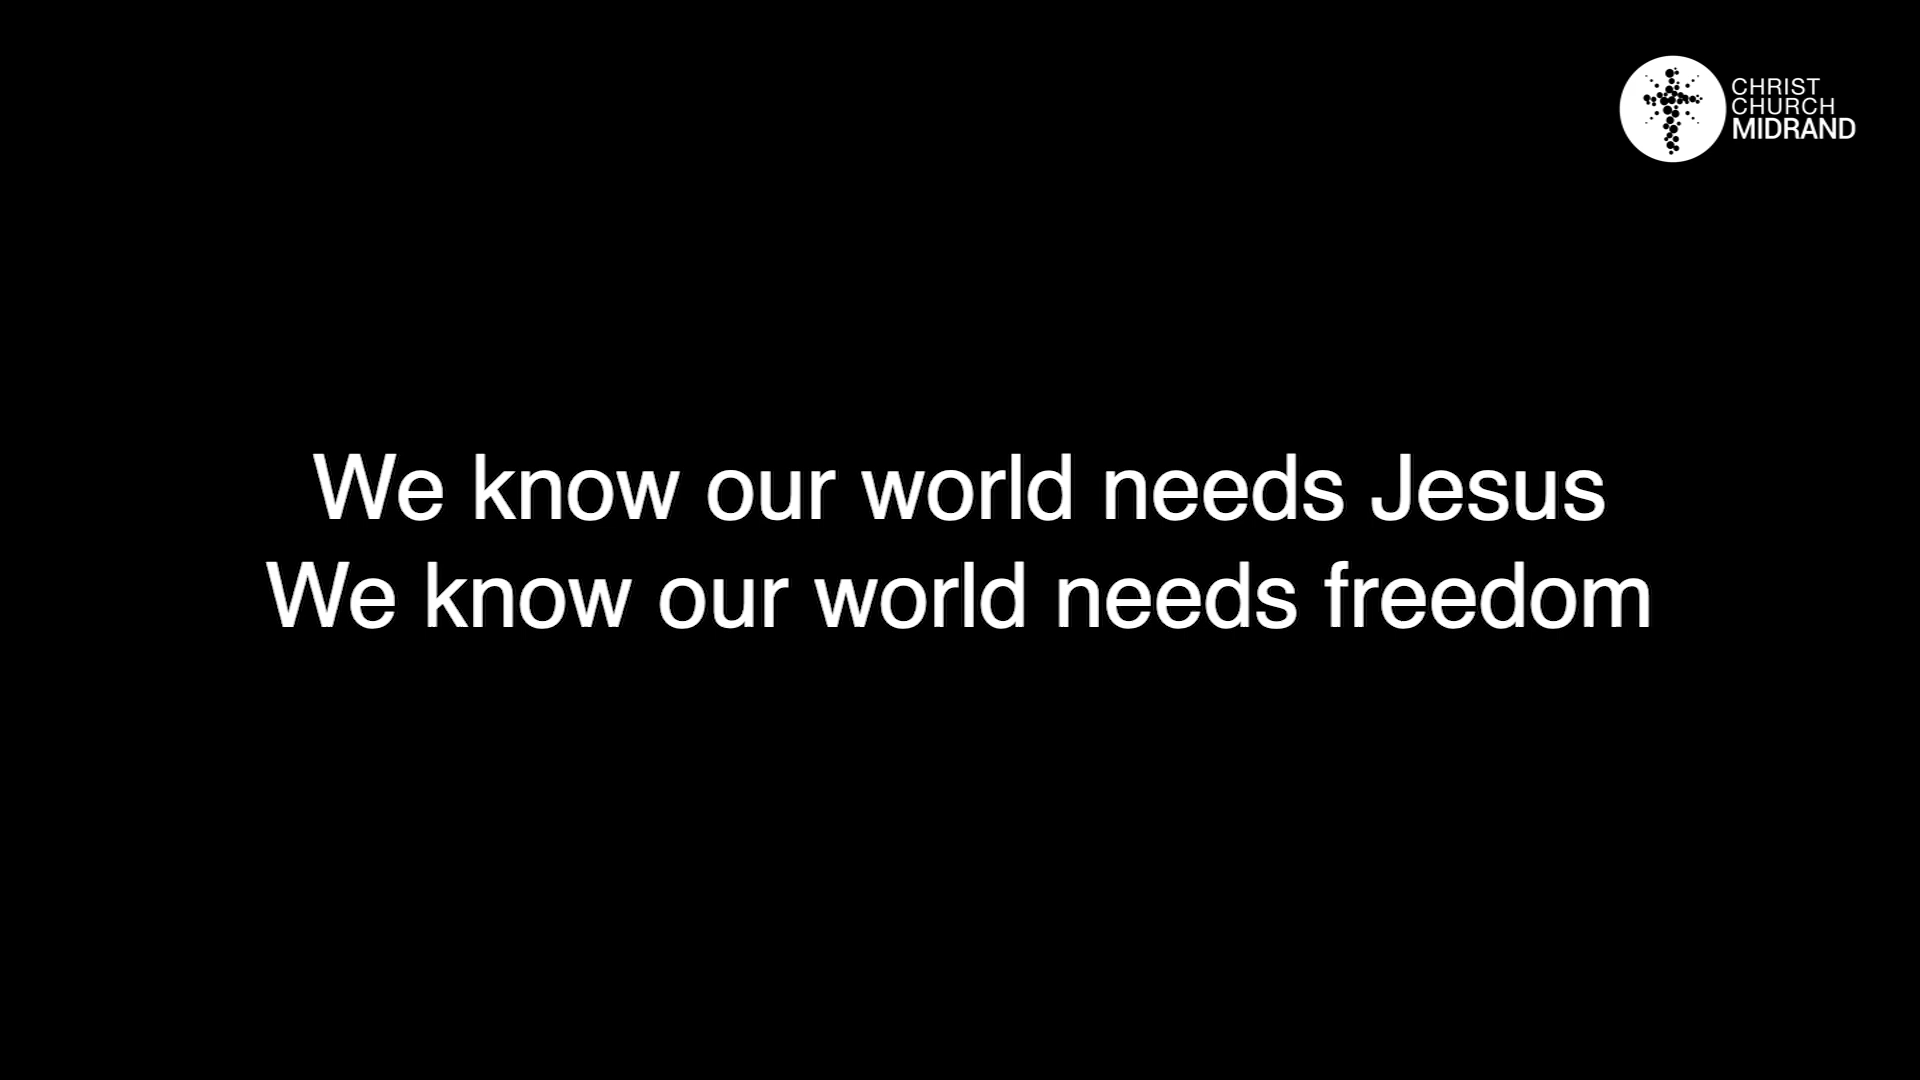 CHRIST
CHURCH
MIDRAND
We know our world needs Jesus
We know our world needs freedom